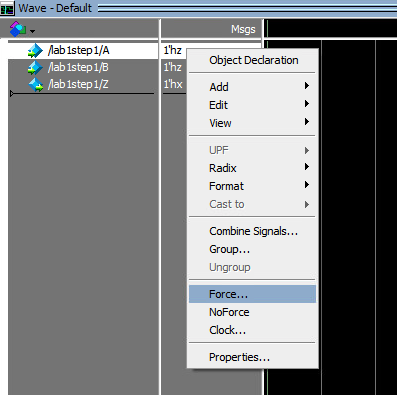 Wave - Default
Msgs
/lab1step1/A 1'hz
/lab1step1/B 1'hz
/lab1step1/Z 1'hx
Object Declaration
Add
Edit
View
UPF
Radix
Format
Cast to
Combine Signals...
Group...
Ungroup
Force...
NoForce
Clock...
Properties...